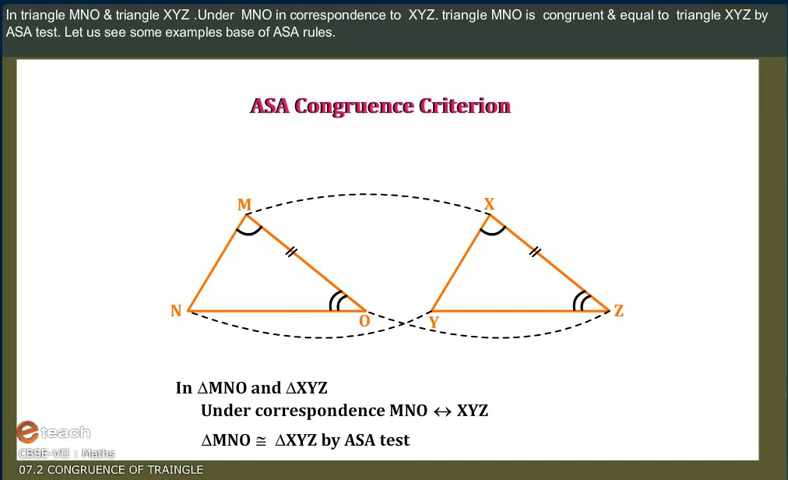 In triangle MNO & triangle XYZ .Under MNO in correspondence to XYZ. triangle MNO is congruent & equal to triangle XYZ by
ASA test. Let us see some examples base of ASA rules.
ASA Congruence Criterion
M
X
N
O
Y
Z
In ΔMNO and ΔXYZ
Under correspondence MNO ↔ XYZ
ΔMNO ≅ ΔXYZ by ASA test
e teach
CBSE-VII | Maths
07.2 CONGRUENCE OF TRAINGLE